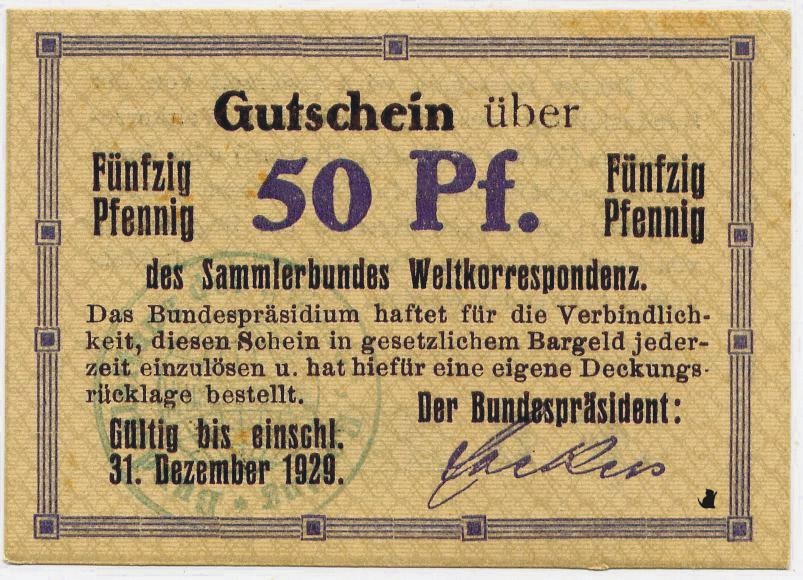 Gutschein über
Fünfzig
Pfennig
50 Pf.
Fünfzig
Pfennig
des Sammlerbundes Weltkorrespondenz.
Das Bundespräsidium haftet für die Verbindlich-
keit, diesen Schein in gesetzlichem Bargeld jeder-
zeit einzulösen u. hat hiefür eine eigene Deckungs-
rücklage bestellt.
Der Bundespräsident:
Gültig bis einschl.
31. Dezember 1929.